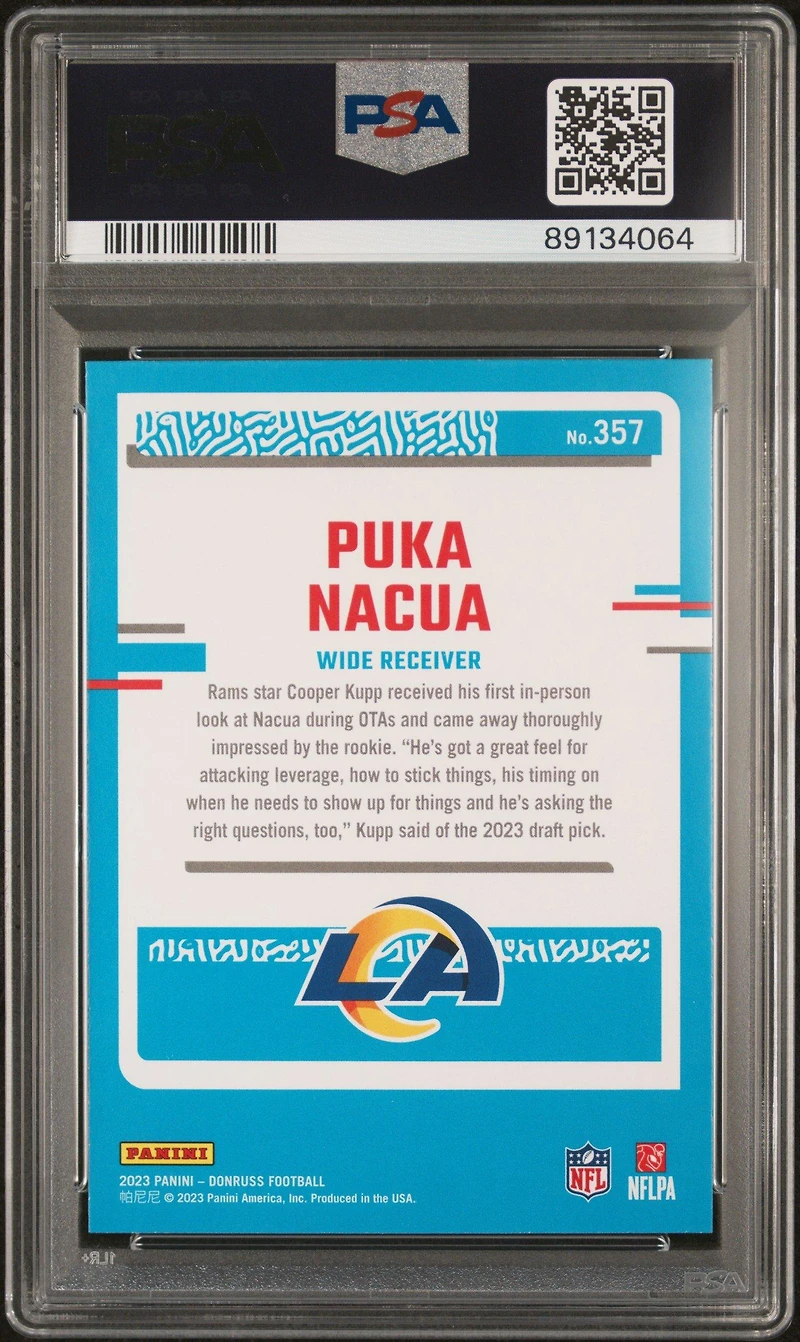 PSA
PSA
89134064
No.357
PUKA
NACUA
WIDE RECEIVER
Rams star Cooper Kupp received his first in-person
look at Nacua during OTAs and came away thoroughly
impressed by the rookie. “He’s got a great feel for
attacking leverage, how to stick things, his timing on
when he needs to show up for things and he’s asking the
right questions, too,” Kupp said of the 2023 draft pick.
LA
PANINI
2023 PANINI – DONRUSS FOOTBALL
帕尼尼 © 2023 Panini America, Inc. Produced in the USA.
NFL
NFLPA
1LR+
PSA